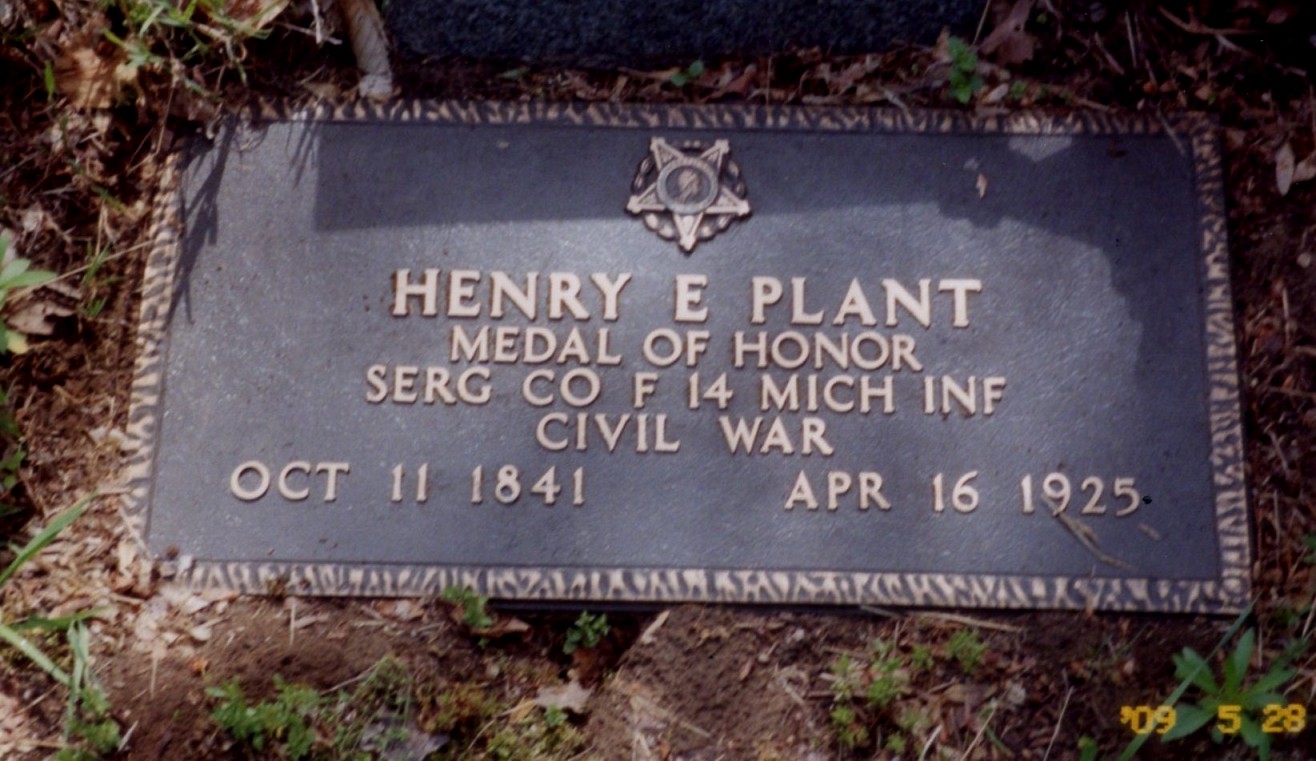 HENRY E PLANT
MEDAL OF HONOR
SERG CO F 14 MICH INF
CIVIL WAR
OCT 11 1841 APR 16 1925
'09 5 28